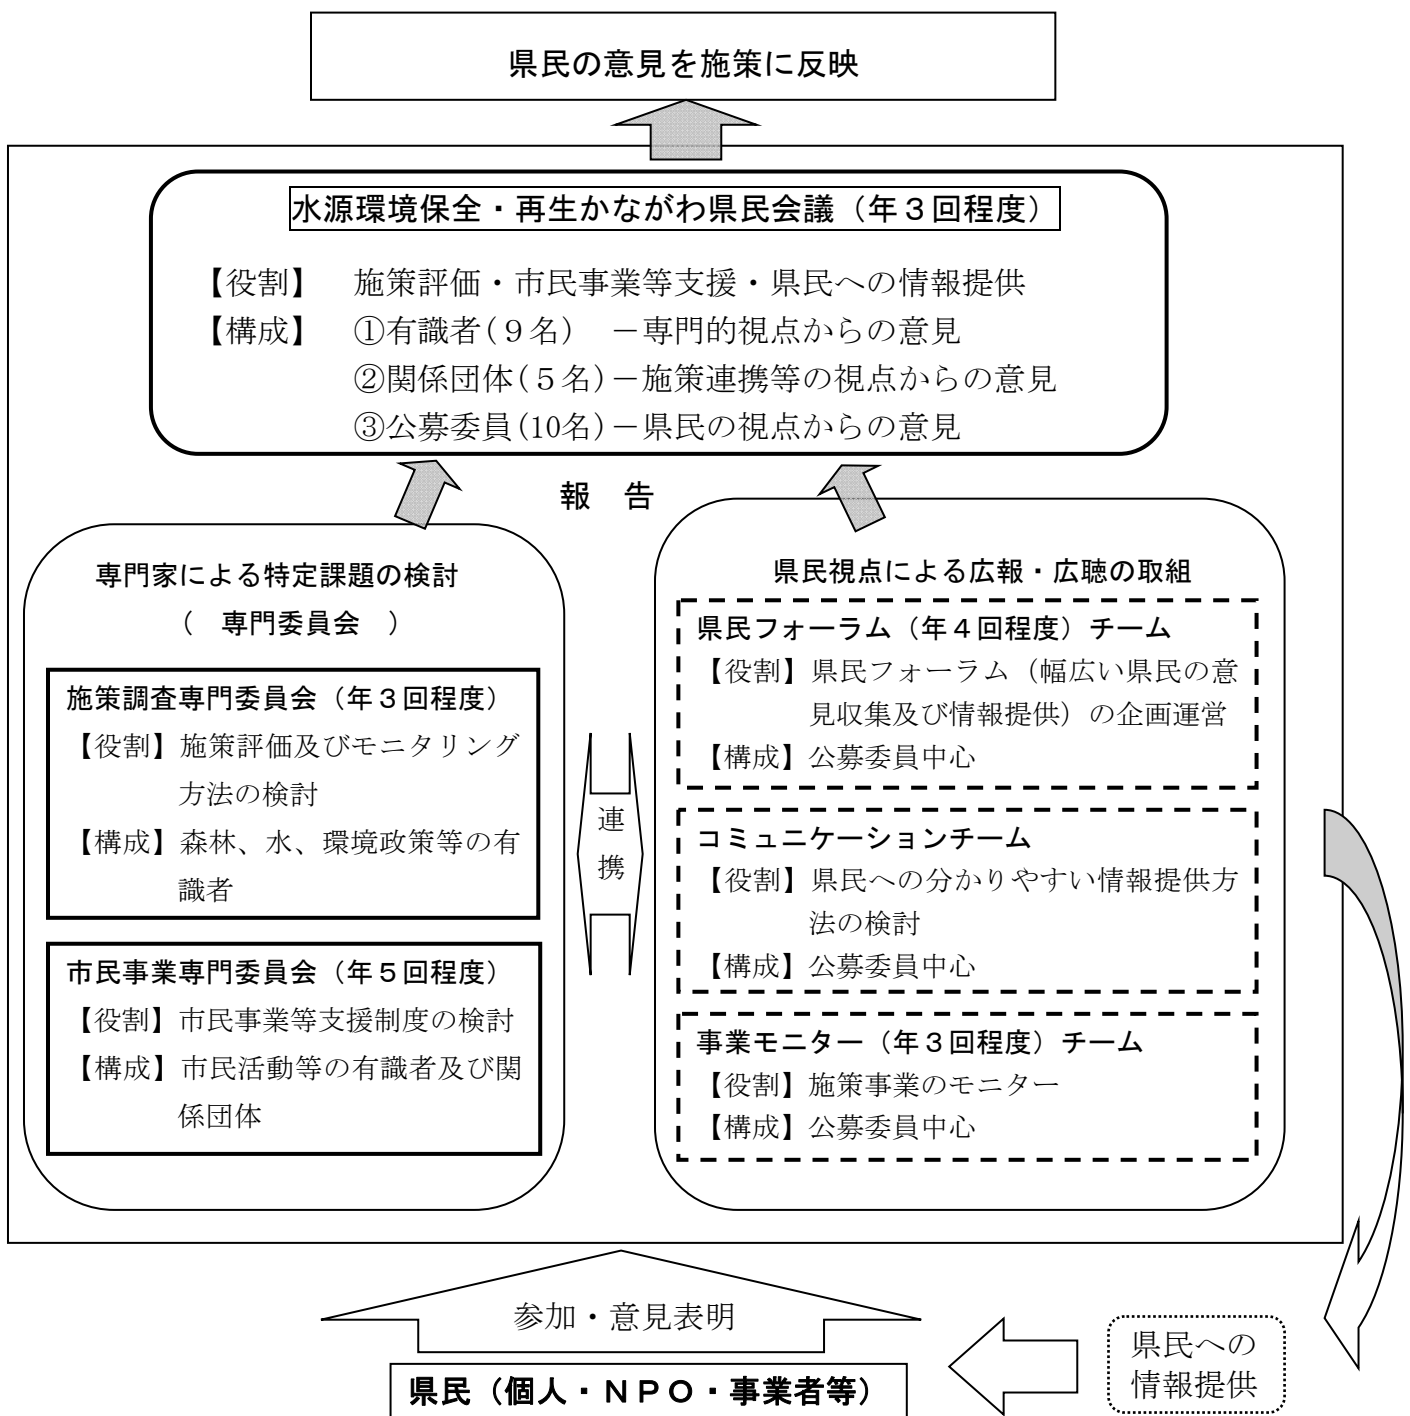 県民の意見を施策に反映
水源環境保全・再生かながわ県民会議（年３回程度）
【役割】　施策評価・市民事業等支援・県民への情報提供
【構成】　①有識者(９名)　－専門的視点からの意見
②関係団体(５名)－施策連携等の視点からの意見
③公募委員(10名)－県民の視点からの意見
報　告
専門家による特定課題の検討
（　専門委員会　）
施策調査専門委員会（年３回程度）
【役割】施策評価及びモニタリング
方法の検討
【構成】森林、水、環境政策等の有
識者
市民事業専門委員会（年５回程度）
【役割】市民事業等支援制度の検討
【構成】市民活動等の有識者及び関
係団体
連
携
県民視点による広報・広聴の取組
県民フォーラム（年４回程度）チーム
【役割】県民フォーラム（幅広い県民の意
見収集及び情報提供）の企画運営
【構成】公募委員中心
コミュニケーションチーム
【役割】県民への分かりやすい情報提供方
法の検討
【構成】公募委員中心
事業モニター（年３回程度）チーム
【役割】施策事業のモニター
【構成】公募委員中心
参加・意見表明
県民（個人・ＮＰＯ・事業者等）
県民への
情報提供